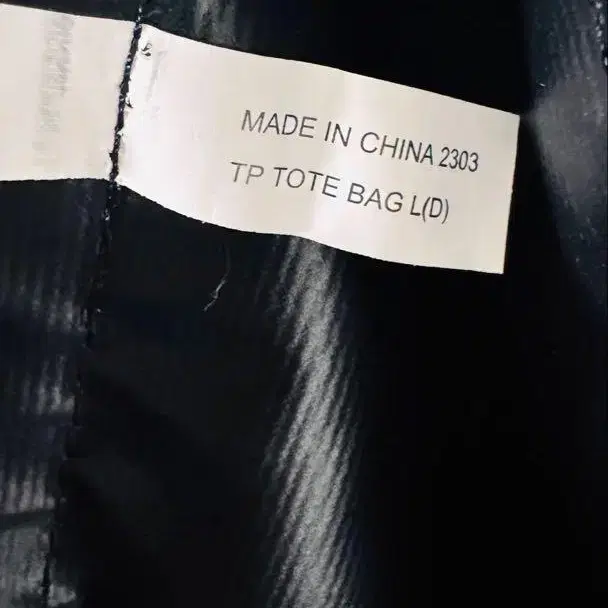 MADE IN CHINA 2303
TP TOTE BAG L(D)